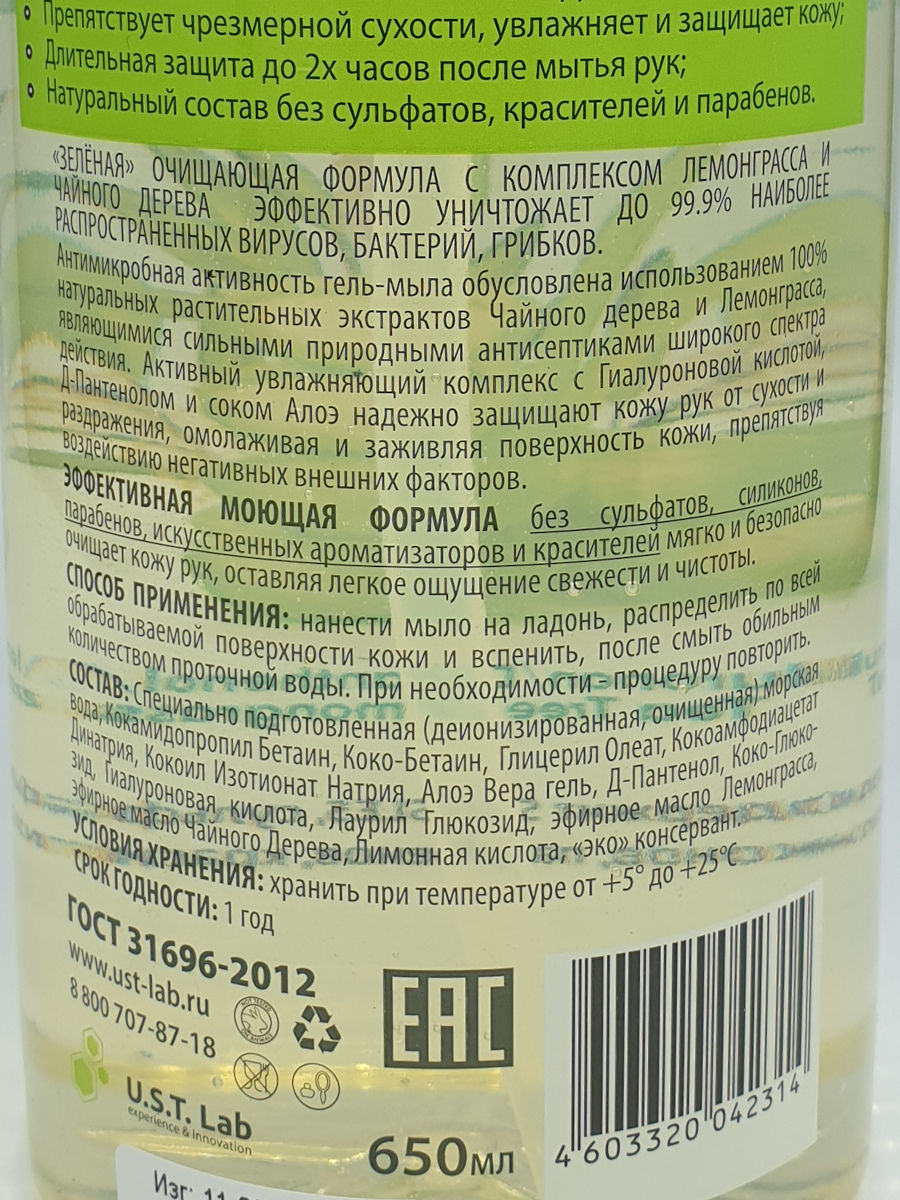 Препятствует чрезмерной сухости, увлажняет и защищает кожу;
Длительная защита до 2х часов после мытья рук;
Натуральный состав без сульфатов, красителей и парабенов.
«ЗЕЛЁНАЯ» ОЧИЩАЮЩАЯ ФОРМУЛА С КОМПЛЕКСОМ ЛЕМОНГРАССА И
ЧАЙНОГО ДЕРЕВА ЭФФЕКТИВНО УНИЧТОЖАЕТ ДО 99.9% НАИБОЛЕЕ
РАСПРОСТРАНЕННЫХ ВИРУСОВ, БАКТЕРИЙ, ГРИБКОВ.
Антимикробная активность гель-мыла обусловлена использованием 100%
натуральных растительных экстрактов Чайного дерева и Лемонграсса,
являющимися сильными природными антисептиками широкого спектра
действия. Активный увлажняющий комплекс с Гиалуроновой кислотой,
Д-Пантенолом и соком Алоэ надежно защищают кожу рук от сухости и
раздражения, омолаживая и заживляя поверхность кожи, препятствуя
воздействию негативных внешних факторов.
ЭФФЕКТИВНАЯ МОЮЩАЯ ФОРМУЛА без сульфатов, силиконов,
парабенов, искусственных ароматизаторов и красителей мягко и безопасно
очищает кожу рук, оставляя легкое ощущение свежести и чистоты.
СПОСОБ ПРИМЕНЕНИЯ: нанести мыло на ладонь, распределить по всей
обрабатываемой поверхности кожи и вспенить, после смыть обильным
количеством проточной воды. При необходимости - процедуру повторить.
СОСТАВ: Специально подготовленная (деионизированная, очищенная) морская
вода, Кокамидопропил Бетаин, Коко-Бетаин, Глицерил Олеат, Кокоамфодиацетат
Динатрия, Кокоил Изотионат Натрия, Алоэ Вера гель, Д-Пантенол, Коко-Глюко-
зид, Гиалуроновая кислота, Лаурил Глюкозид, эфирное масло Лемонграсса,
эфирное масло Чайного Дерева, Лимонная кислота, «эко» консервант.
УСЛОВИЯ ХРАНЕНИЯ: хранить при температуре от +5° до +25°С
СРОК ГОДНОСТИ: 1 год
ГОСТ 31696-2012
www.ust-lab.ru
8 800 707-87-18
EAC
U.S.T. Lab
experience & innovation
650мл
4 603320 042314
Изг: